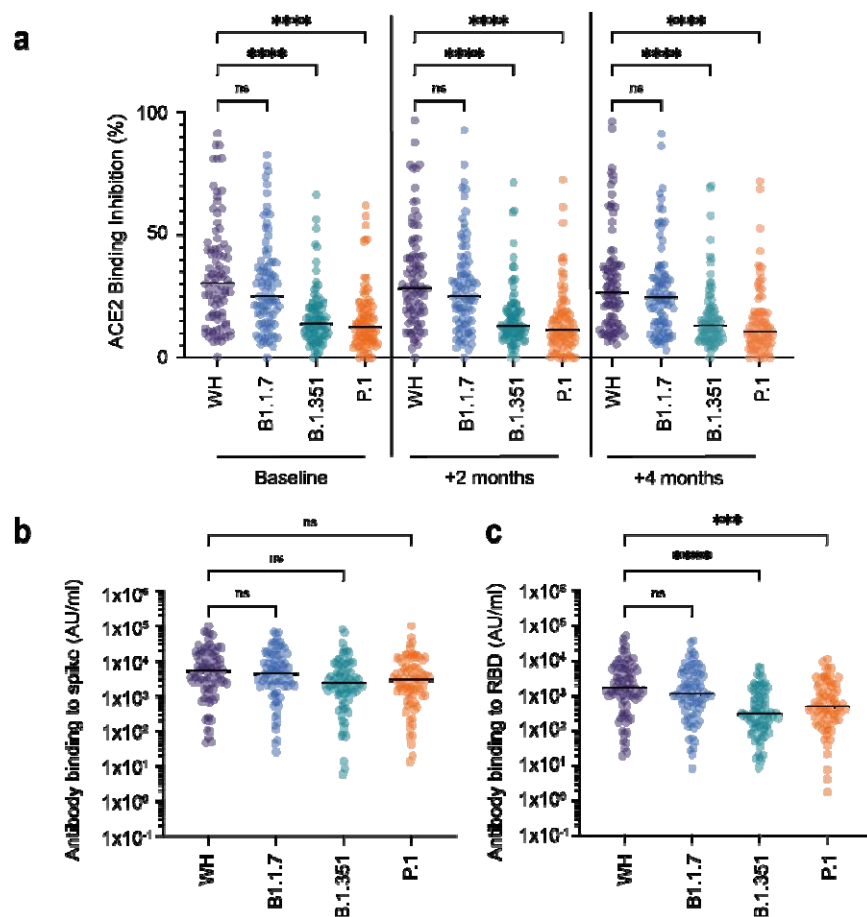 a
**** **** ****
**** **** ****
ns ns ns
ACE2 Binding Inhibition (%)
100
50
0
WH B1.1.7 B.1.351 P.1 WH B1.1.7 B.1.351 P.1 WH B1.1.7 B.1.351 P.1
Baseline +2 months +4 months
b
ns
ns
ns
Antibody binding to spike (AU/ml)
1x10⁶
1x10⁵
1x10⁴
1x10³
1x10²
1x10¹
1x10⁰
1x10⁻¹
WH B1.1.7 B.1.351 P.1
c
***
****
ns
Antibody binding to RBD (AU/ml)
1x10⁶
1x10⁵
1x10⁴
1x10³
1x10²
1x10¹
1x10⁰
1x10⁻¹
WH B1.1.7 B.1.351 P.1